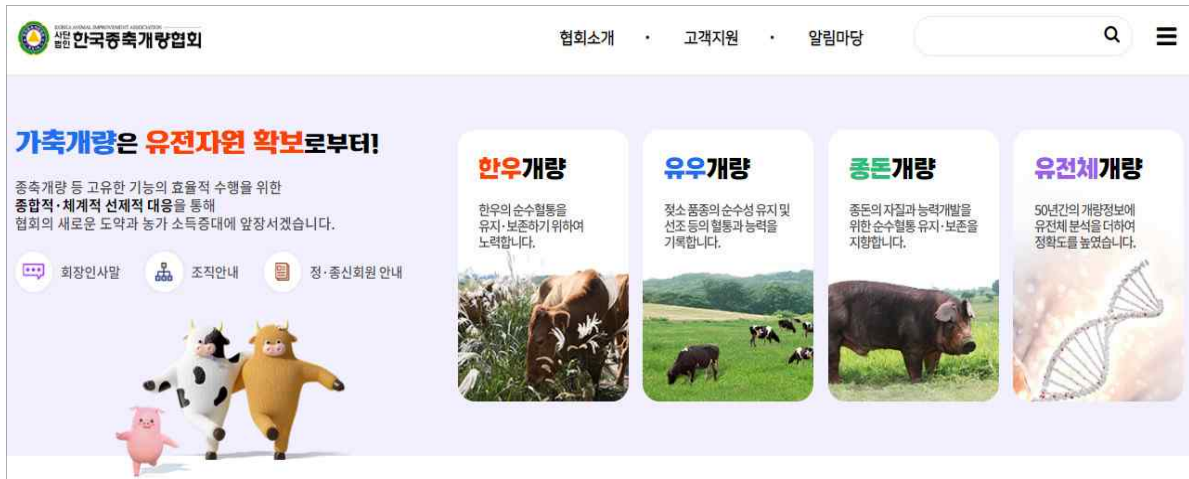 KOREA ANIMAL IMPROVEMENT ASSOCIATION
사단법인 한국종축개량협회
협회소개 · 고객지원 · 알림마당
가축개량은 유전자원 확보로부터!
종축개량 등 고유한 기능의 효율적 수행을 위한
종합적·체계적 선제적 대응을 통해
협회의 새로운 도약과 농가 소득증대에 앞장서겠습니다.
회장인사말
조직안내
정·종신회원 안내
한우개량
한우의 순수혈통을
유지·보존하기 위하여
노력합니다.
유우개량
젖소 품종의 순수성 유지 및
선조 등의 혈통과 능력을
기록합니다.
종돈개량
종돈의 자질과 능력개발을
위한 순수혈통 유지·보존을
지향합니다.
유전체개량
50년간의 개량정보에
유전체 분석을 더하여
정확도를 높였습니다.